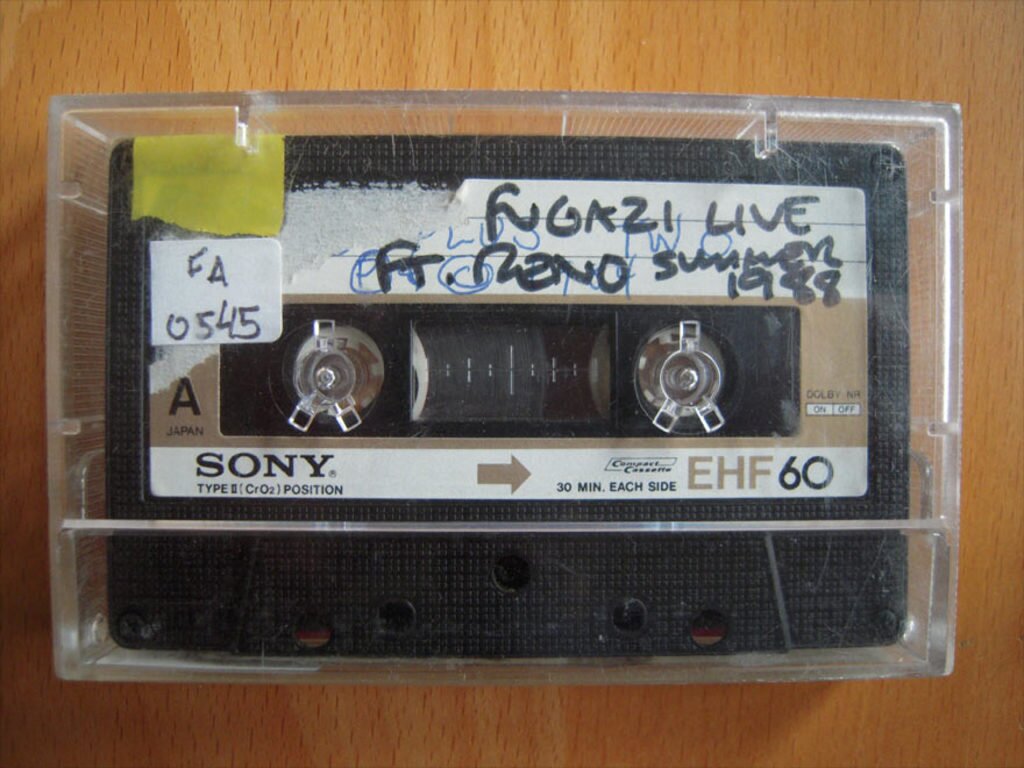 FUGAZI LIVE
FT. RENO SUMMER
1988
FA
0545
A
JAPAN
DOLBY NR
ON OFF
SONY®
TYPE II (CrO2) POSITION
Compact Cassette
30 MIN. EACH SIDE
EHF 60